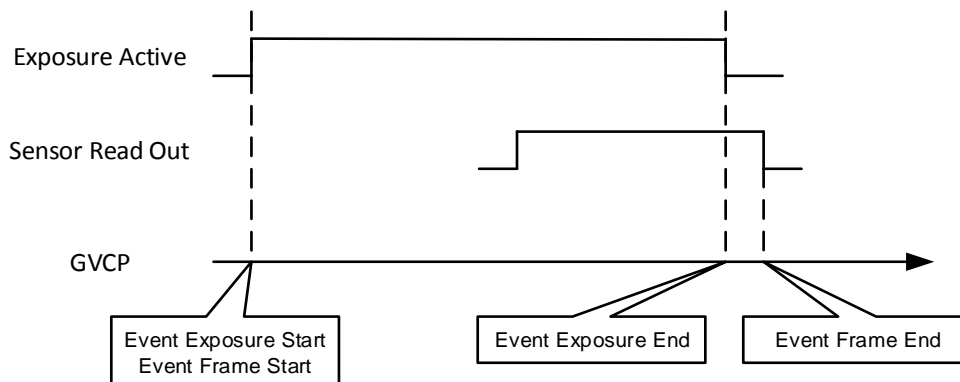 Exposure Active
Sensor Read Out
GVCP
Event Exposure Start
Event Frame Start
Event Exposure End
Event Frame End